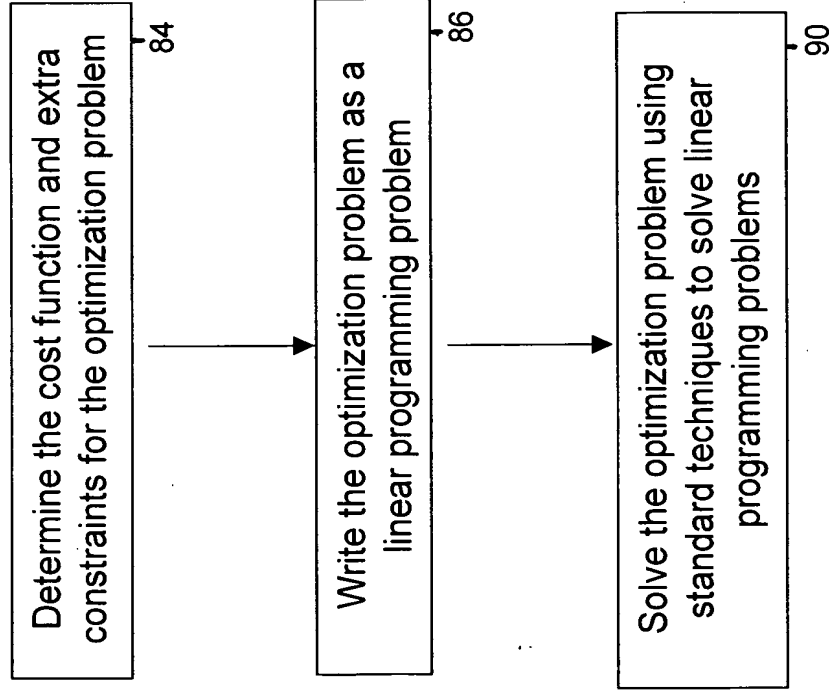 Determine the cost function and extra
constraints for the optimization problem
84
Write the optimization problem as a
linear programming problem
86
Solve the optimization problem using
standard techniques to solve linear
programming problems
90